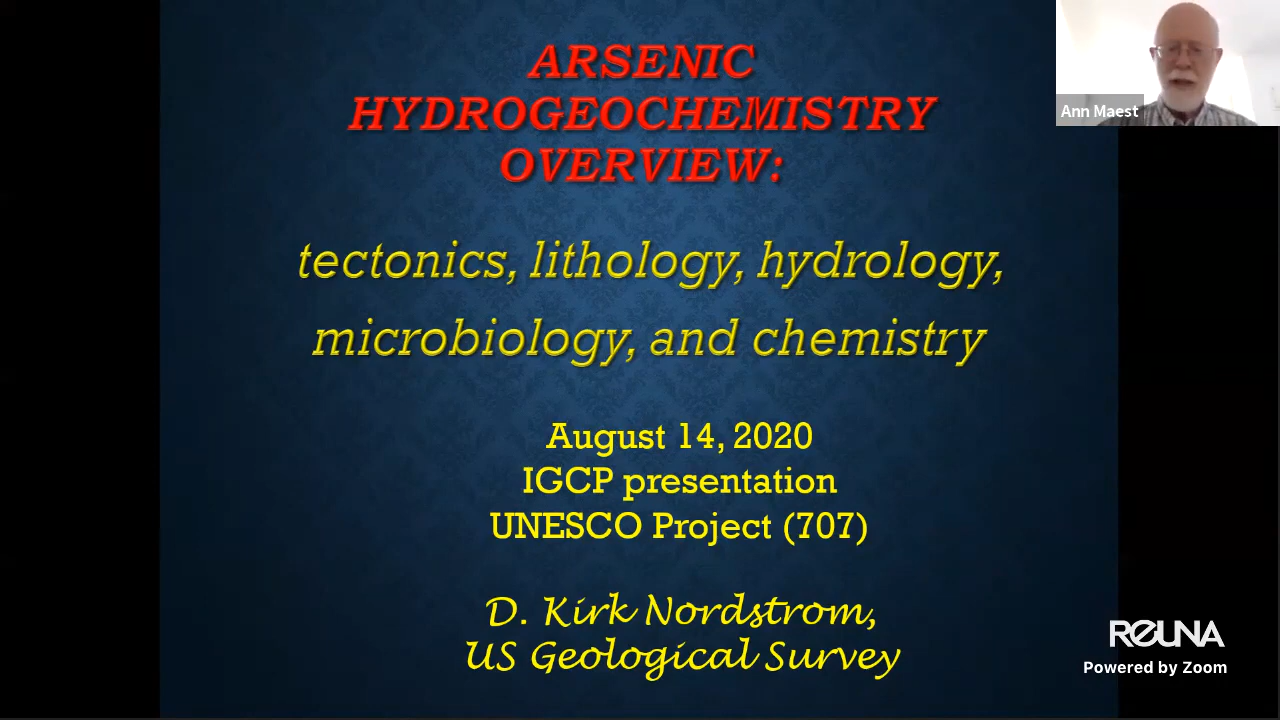 ARSENIC
HYDROGEOCHEMISTRY
OVERVIEW:
tectonics, lithology, hydrology,
microbiology, and chemistry
August 14, 2020
IGCP presentation
UNESCO Project (707)
D. Kirk Nordstrom,
US Geological Survey
Ann Maest
REUNA
Powered by Zoom